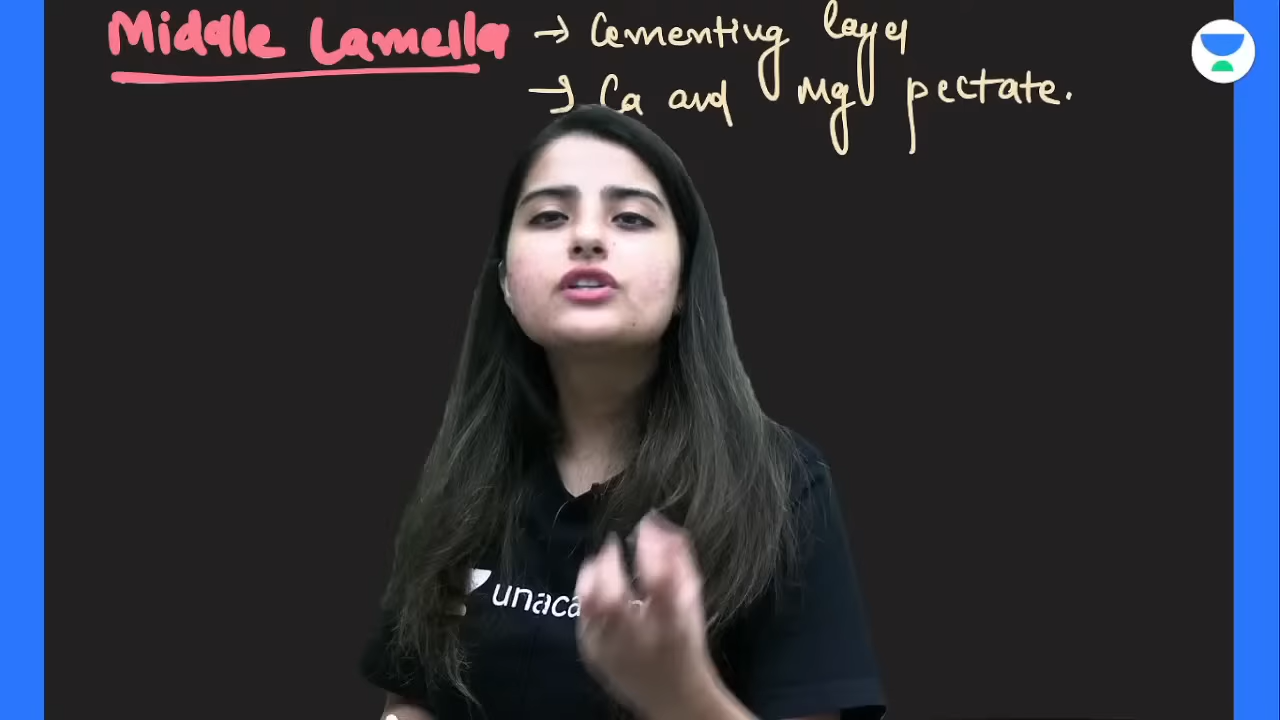 Middle Lamella → Cementing layer
→ Ca and Mg pectate.
unaca